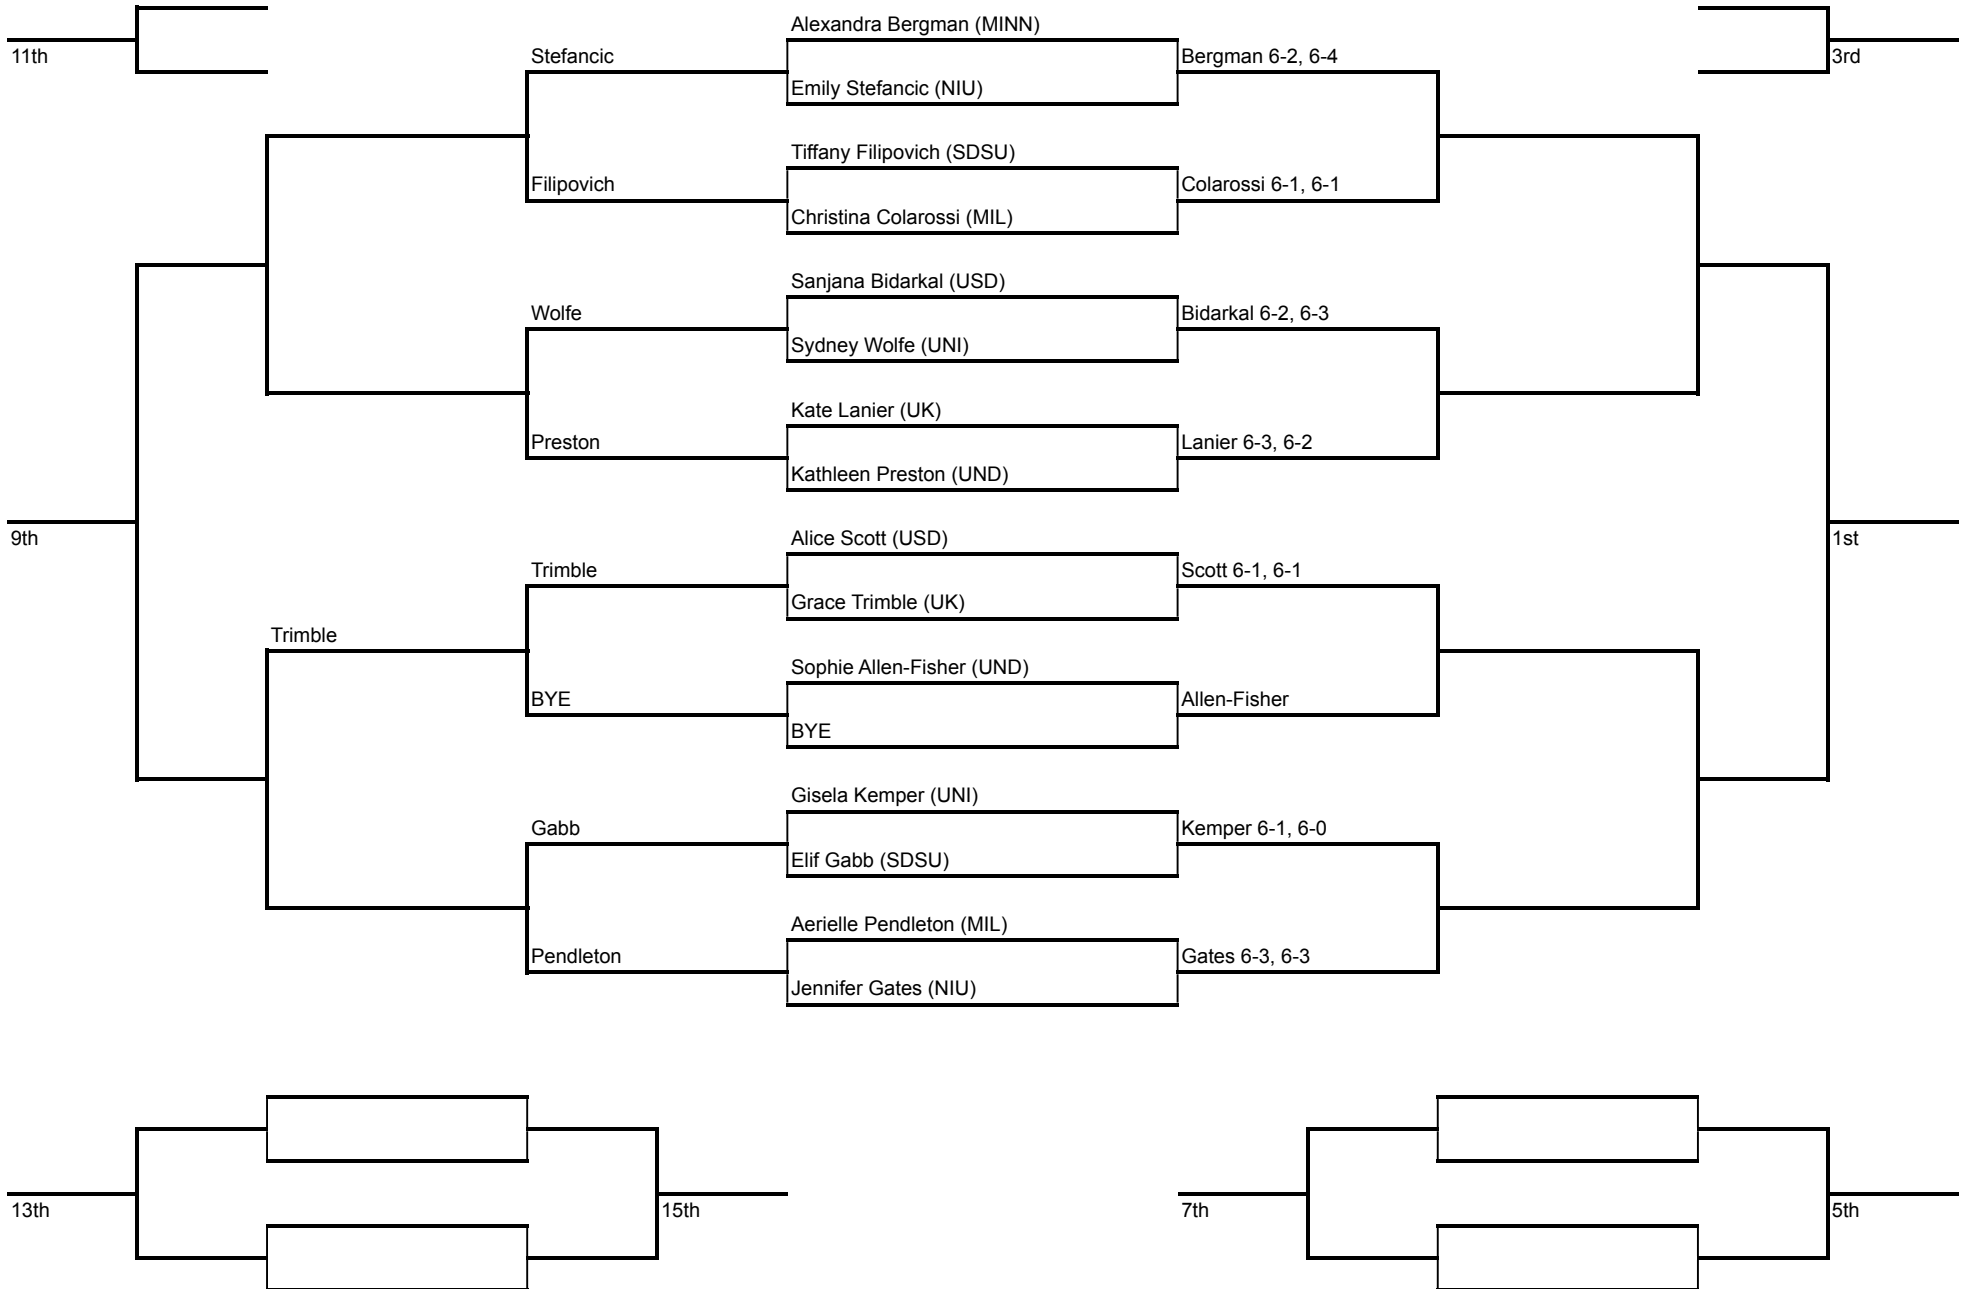 Alexandra Bergman (MINN)
11th
Stefancic
Bergman 6-2, 6-4
3rd
Emily Stefancic (NIU)
Tiffany Filipovich (SDSU)
Filipovich
Colarossi 6-1, 6-1
Christina Colarossi (MIL)
Sanjana Bidarkal (USD)
Wolfe
Bidarkal 6-2, 6-3
Sydney Wolfe (UNI)
Kate Lanier (UK)
Preston
Lanier 6-3, 6-2
Kathleen Preston (UND)
9th
Alice Scott (USD)
1st
Trimble
Scott 6-1, 6-1
Grace Trimble (UK)
Trimble
Sophie Allen-Fisher (UND)
BYE
Allen-Fisher
BYE
Gisela Kemper (UNI)
Gabb
Kemper 6-1, 6-0
Elif Gabb (SDSU)
Aerielle Pendleton (MIL)
Pendleton
Gates 6-3, 6-3
Jennifer Gates (NIU)
13th
15th
7th
5th